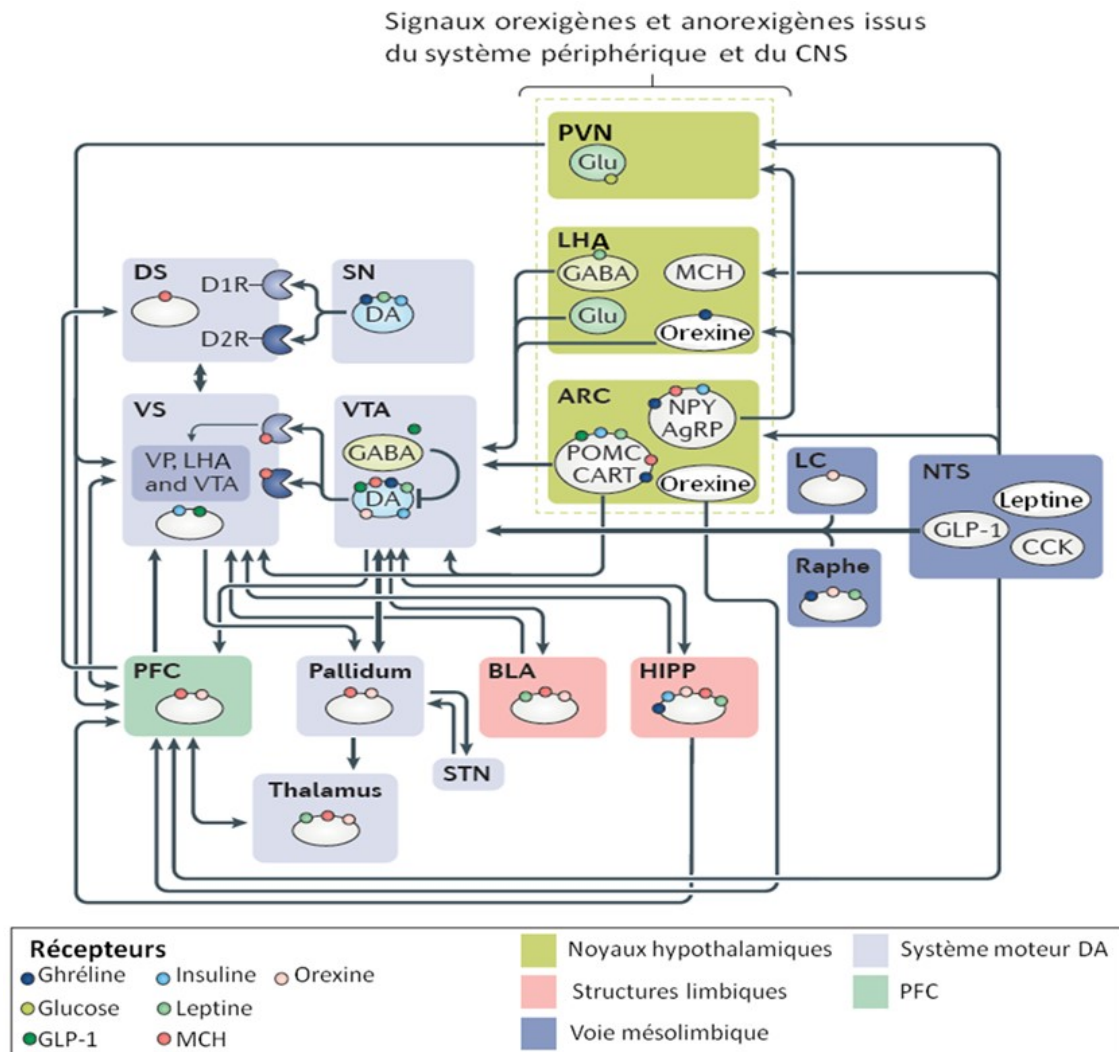 Signaux orexigènes et anorexigènes issus
du système périphérique et du CNS
PVN
Glu
LHA
GABA
MCH
Glu
Orexine
DS
D1R
D2R
SN
DA
ARC
NPY
AgRP
POMC
CART
Orexine
VS
VP, LHA
and VTA
VTA
GABA
DA
LC
NTS
Leptine
GLP-1
CCK
Raphe
PFC
Pallidum
BLA
HIPP
STN
Thalamus
Récepteurs
Ghréline
Insuline
Orexine
Glucose
Leptine
GLP-1
MCH
Noyaux hypothalamiques
Système moteur DA
Structures limbiques
PFC
Voie mésolimbique